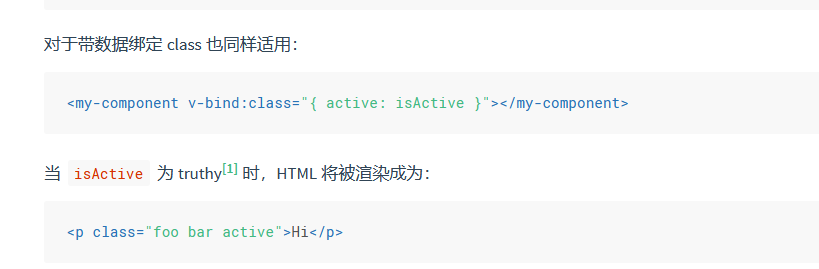 对于带数据绑定 class 也同样适用：
<my-component v-bind:class="{ active: isActive }"></my-component>
当 isActive 为 truthy[1] 时，HTML 将被渲染成为：
<p class="foo bar active">Hi</p>